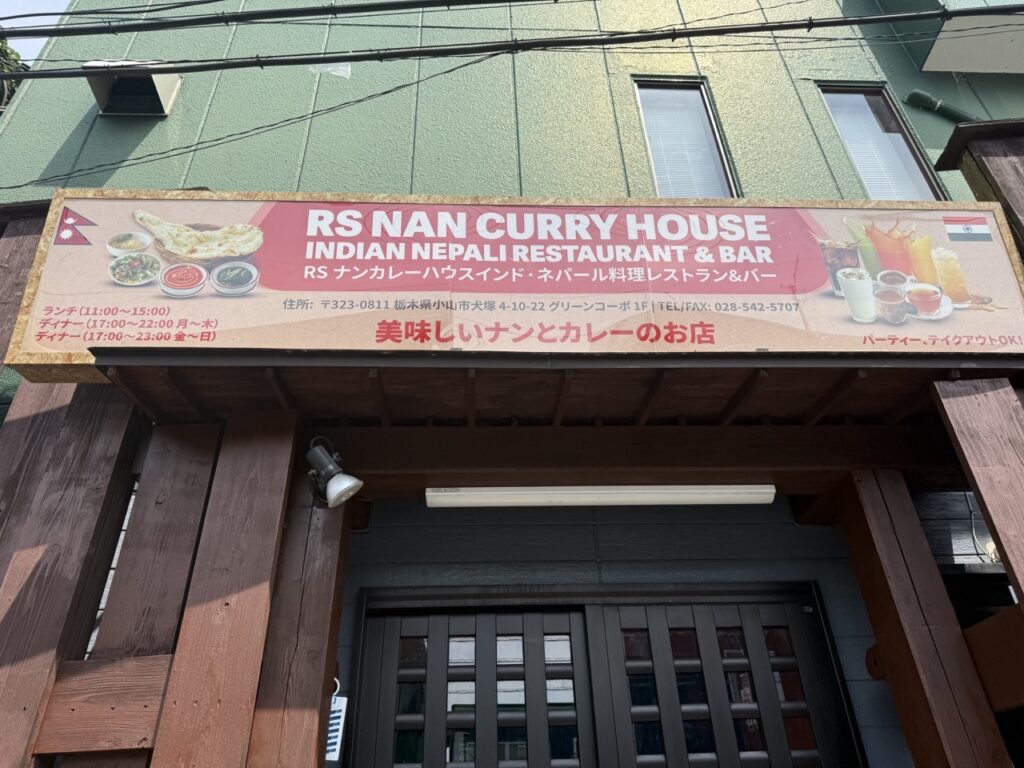 RS NAN CURRY HOUSE
INDIAN NEPALI RESTAURANT & BAR
RS ナンカレーハウスインド・ネパール料理レストラン&バー
住所: 〒323-0811 栃木県小山市犬塚 4-10-22 グリーンコーポ 1F | TEL/FAX: 028-542-5707
美味しいナンとカレーのお店
ランチ (11:00〜15:00)
ディナー (17:00〜22:00 月〜木)
ディナー (17:00〜23:00 金〜日)
パーティー、テイクアウトOK!